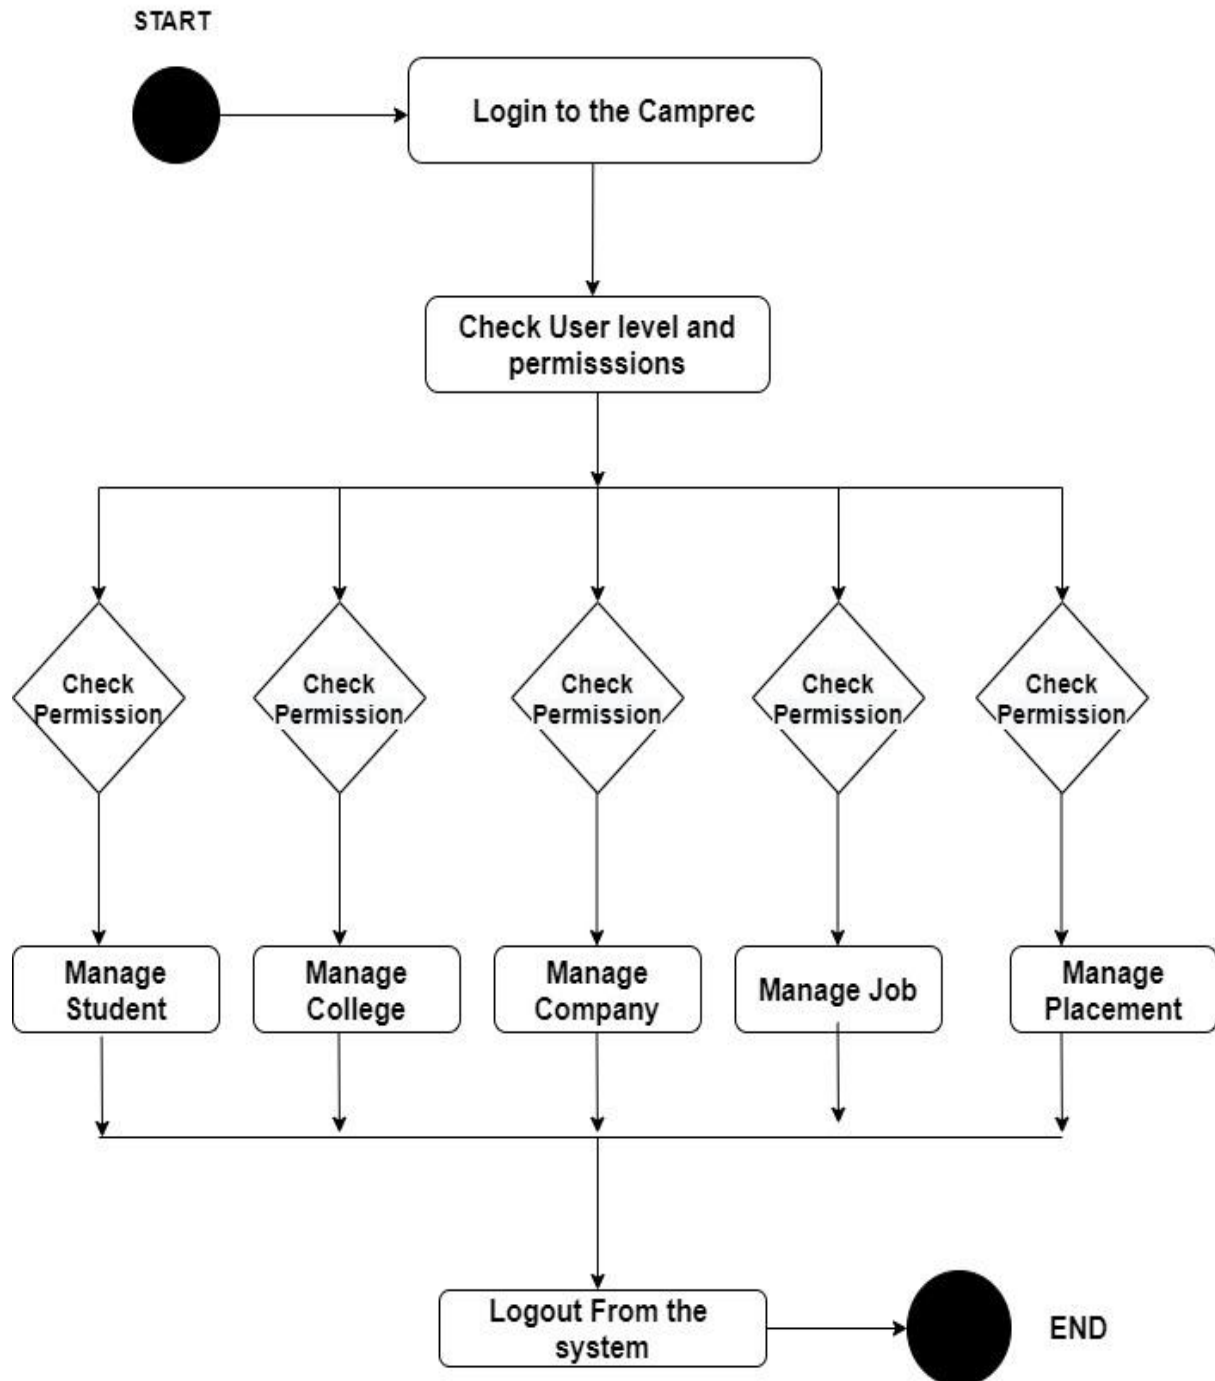 START
Login to the Camprec
Check User level and
permisssions
Check
Permission
Check
Permission
Check
Permission
Check
Permission
Check
Permission
Manage
Student
Manage
College
Manage
Company
Manage Job
Manage
Placement
Logout From the
system
END